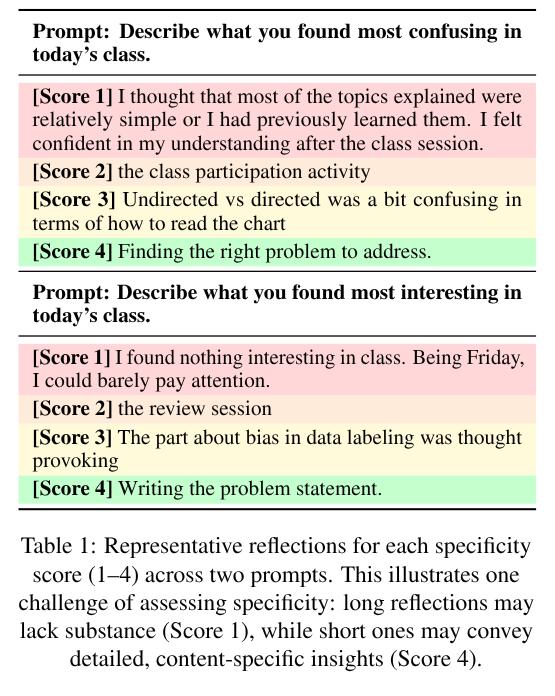 Prompt: Describe what you found most confusing in
today's class.
[Score 1] I thought that most of the topics explained were
relatively simple or I had previously learned them. I felt
confident in my understanding after the class session.
[Score 2] the class participation activity
[Score 3] Undirected vs directed was a bit confusing in
terms of how to read the chart
[Score 4] Finding the right problem to address.
Prompt: Describe what you found most interesting in
today's class.
[Score 1] I found nothing interesting in class. Being Friday,
I could barely pay attention.
[Score 2] the review session
[Score 3] The part about bias in data labeling was thought
provoking
[Score 4] Writing the problem statement.
Table 1: Representative reflections for each specificity
score (1–4) across two prompts. This illustrates one
challenge of assessing specificity: long reflections may
lack substance (Score 1), while short ones may convey
detailed, content-specific insights (Score 4).